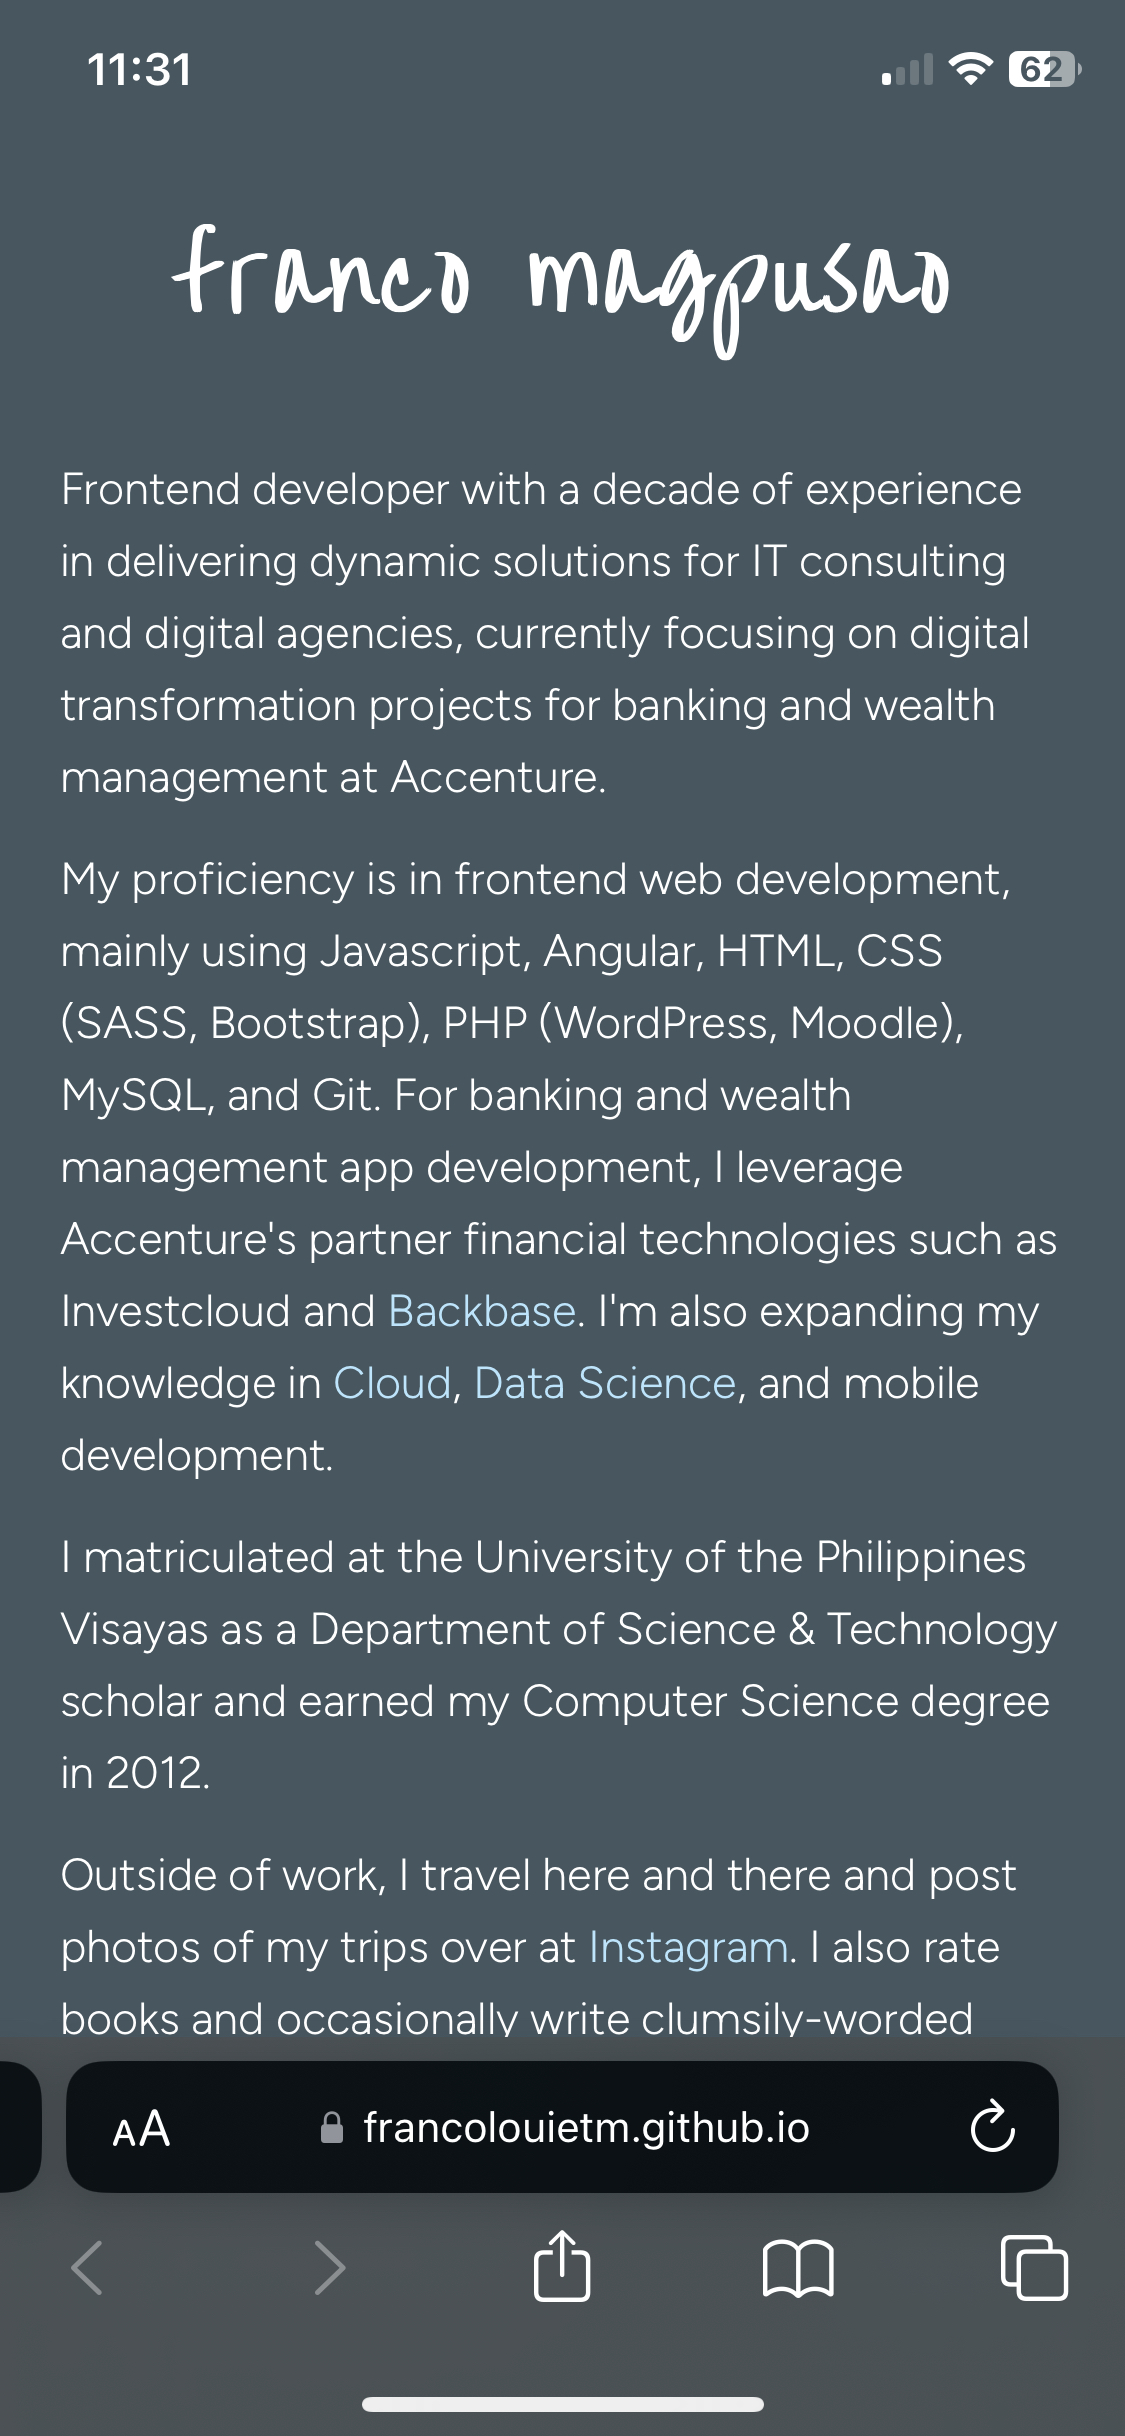 11:31
62
franco magpusao
Frontend developer with a decade of experience
in delivering dynamic solutions for IT consulting
and digital agencies, currently focusing on digital
transformation projects for banking and wealth
management at Accenture.
My proficiency is in frontend web development,
mainly using Javascript, Angular, HTML, CSS
(SASS, Bootstrap), PHP (WordPress, Moodle),
MySQL, and Git. For banking and wealth
management app development, I leverage
Accenture's partner financial technologies such as
Investcloud and Backbase. I'm also expanding my
knowledge in Cloud, Data Science, and mobile
development.
I matriculated at the University of the Philippines
Visayas as a Department of Science & Technology
scholar and earned my Computer Science degree
in 2012.
Outside of work, I travel here and there and post
photos of my trips over at Instagram. I also rate
books and occasionally write clumsily-worded
AA francolouietm.github.io